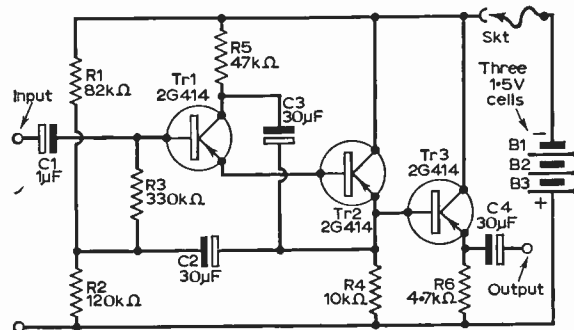 Skt
R5
47kΩ
R1
82kΩ
Tr1
2G414
Three
1·5V
cells
Input
C3
30µF
Tr3
2G414
−
B1
B2
B3
+
C1
1µF
R3
330kΩ
C4
30µF
Tr2
2G414
C2
30µF
R2
120kΩ
R4
10kΩ
R6
4·7kΩ
Output